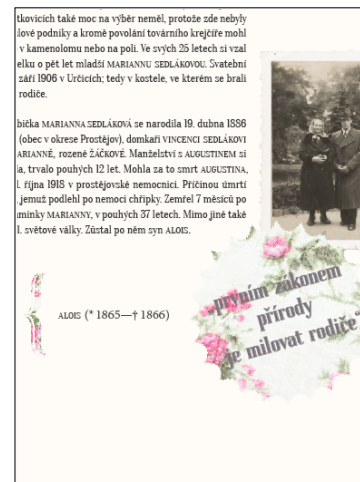 tkovicích také moc na výběr neměl, protože zde nebyly
lové podniky a kromě povolání továrního krejčíře mohl
v kamenolomu nebo na poli. Ve svých 25 letech si vzal
elku o pět let mladší MARIANNU SEDLÁKOVOU. Svatební
září 1906 v Určicích; tedy v kostele, ve kterém se brali
rodiče.
bička MARIANNA SEDLÁKOVÁ se narodila 19. dubna 1886
(obec v okrese Prostějov), domkaři VINCENCI SEDLÁKOVI
ARIANNĚ, rozené ŽÁČKOVÉ. Manželství s AUGUSTINEM si
la, trvalo pouhých 12 let. Mohla za to smrt AUGUSTINA,
l. října 1918 v prostějovské nemocnici. Příčinou úmrtí
, jemuž podlehl po nemoci chřipky. Zemřel 7 měsíců po
aminky MARIANNY, v pouhých 37 letech. Mimo jiné také
I. světové války. Zůstal po něm syn ALOIS.
ALOIS (* 1865—† 1866)
„prvním zákonem
přírody
je milovat rodiče“